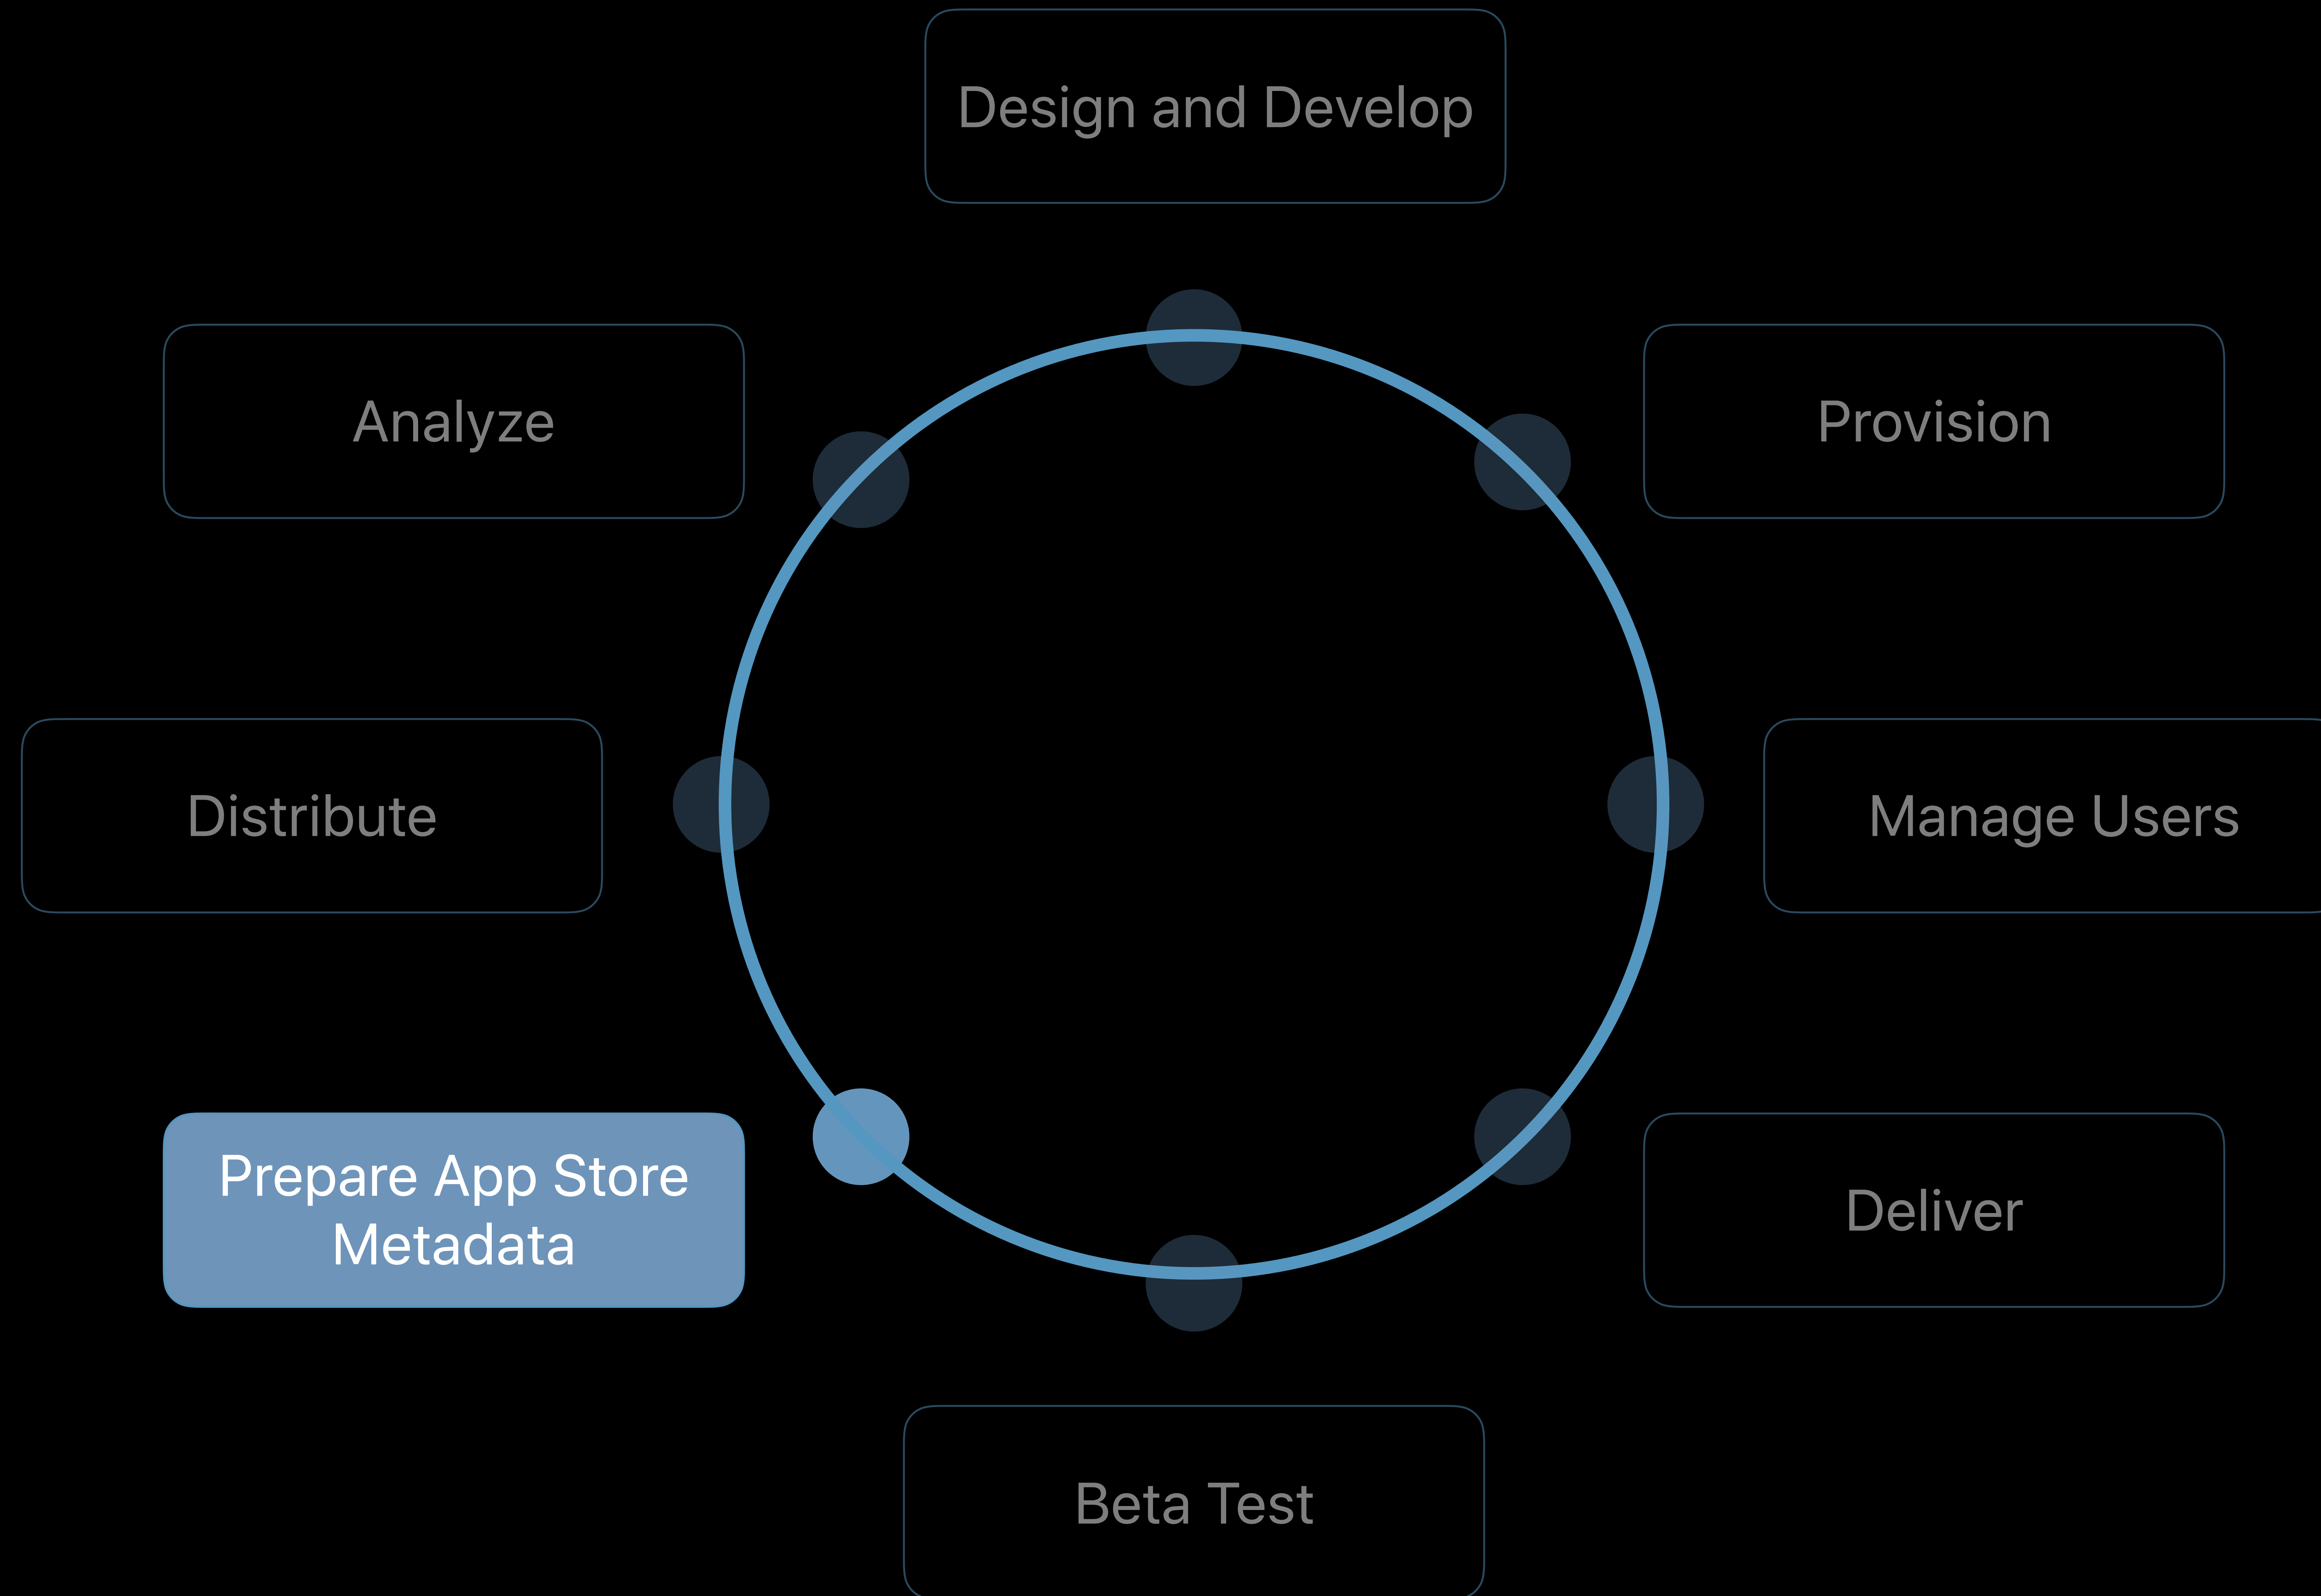 Design and Develop
Analyze
Provision
Distribute
Manage Users
Prepare App Store
Metadata
Deliver
Beta Test